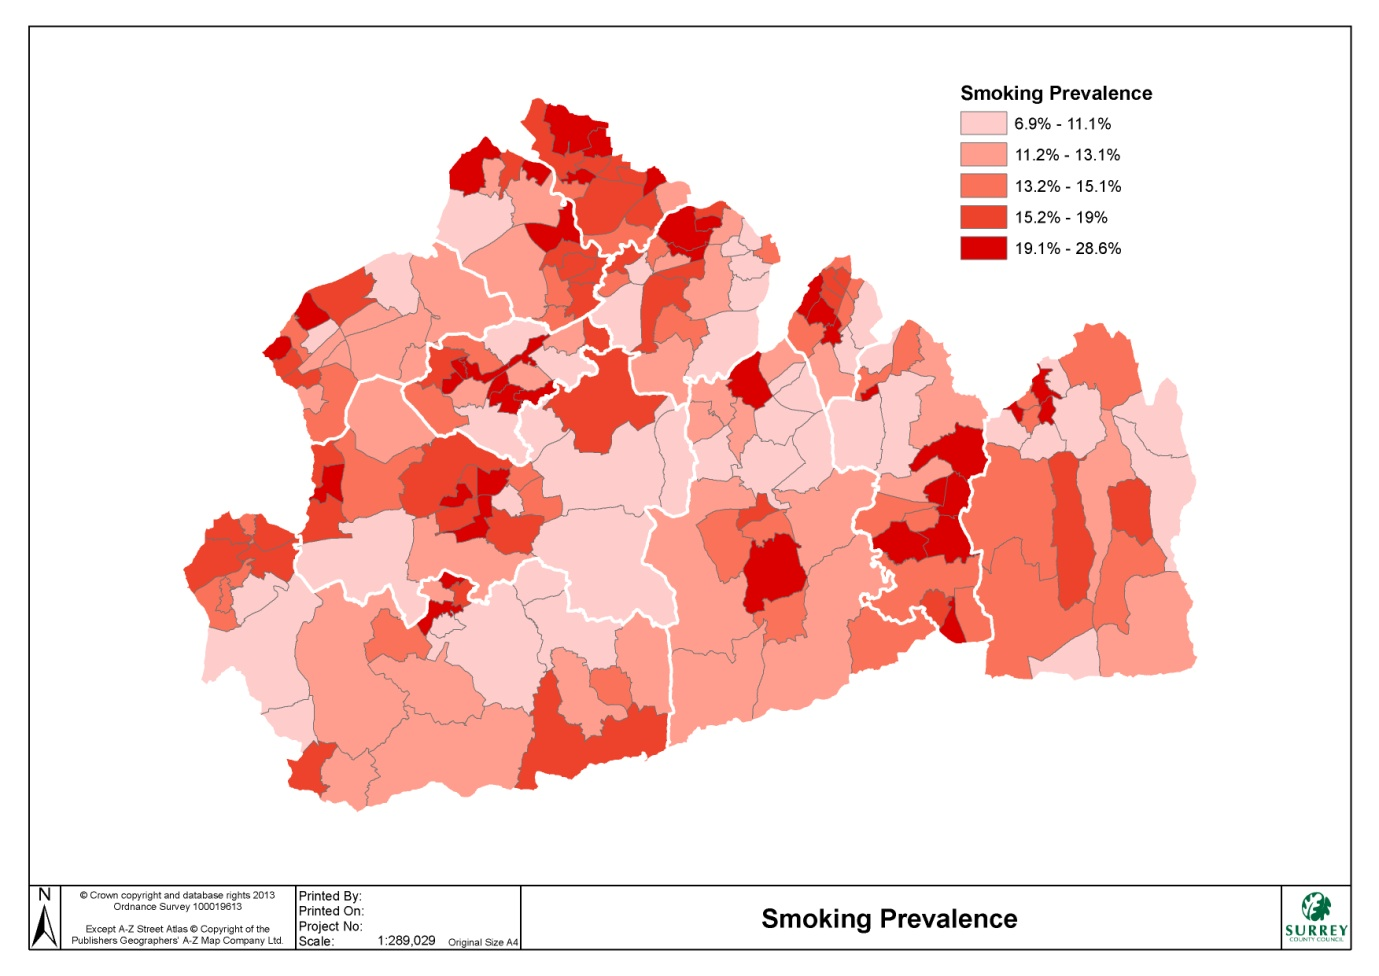 Smoking Prevalence
6.9% - 11.1%
11.2% - 13.1%
13.2% - 15.1%
15.2% - 19%
19.1% - 28.6%
N
© Crown copyright and database rights 2013
Ordnance Survey 100019613
Except A-Z Street Atlas © Copyright of the
Publishers Geographers' A-Z Map Company Ltd.
Printed By:
Printed On:
Project No:
Scale: 1:289,029 Original Size A4
Smoking Prevalence
SURREY
COUNTY COUNCIL